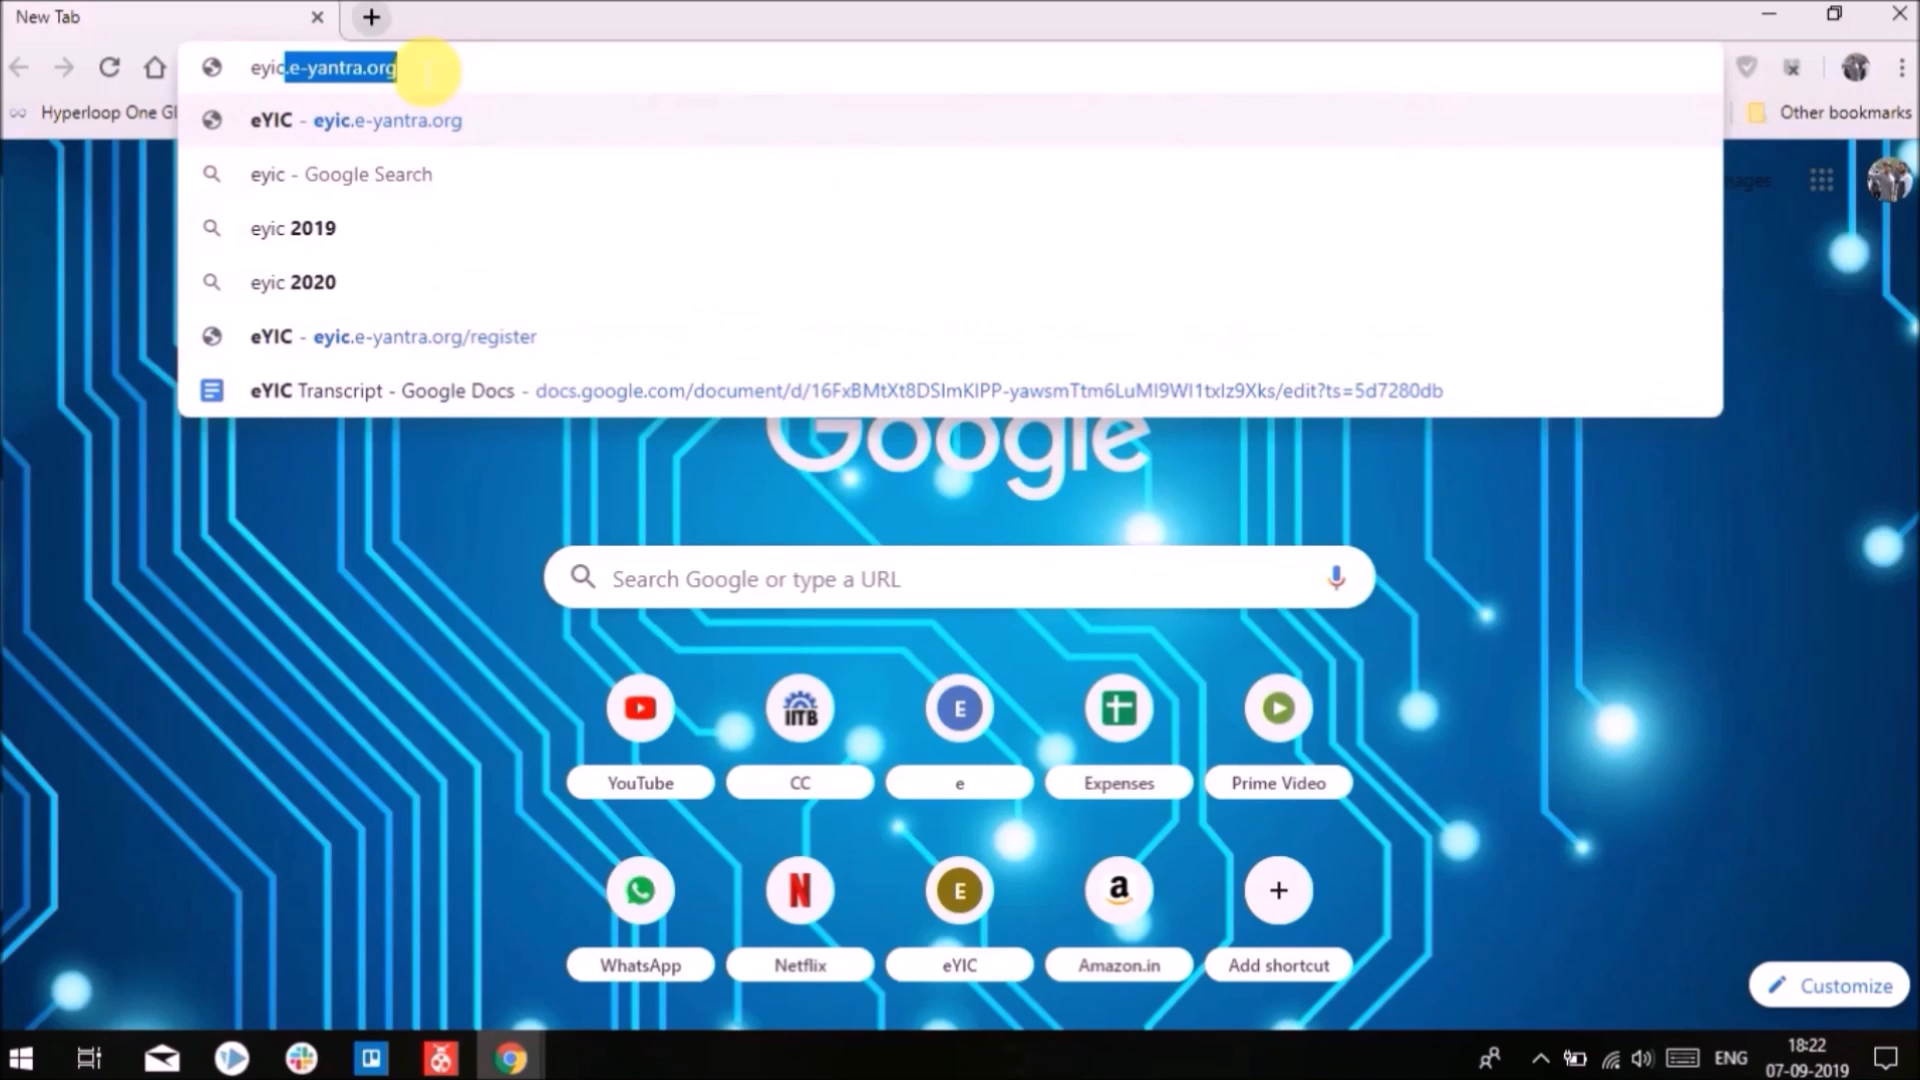 New Tab
eyic.e-yantra.org
Hyperloop One Gl
Other bookmarks
eYIC - eyic.e-yantra.org
eyic - Google Search
eyic 2019
eyic 2020
eYIC - eyic.e-yantra.org/register
eYIC Transcript - Google Docs - docs.google.com/document/d/16FxBMtXt8DSlmKlPP-yawsmTtm6LuMI9WI1txlz9Xks/edit?ts=5d7280db
Google
Search Google or type a URL
IITB
E
YouTube
CC
e
Expenses
Prime Video
N
E
a
WhatsApp
Netflix
eYIC
Amazon.in
Add shortcut
Customize
ENG
18:22
07-09-2019